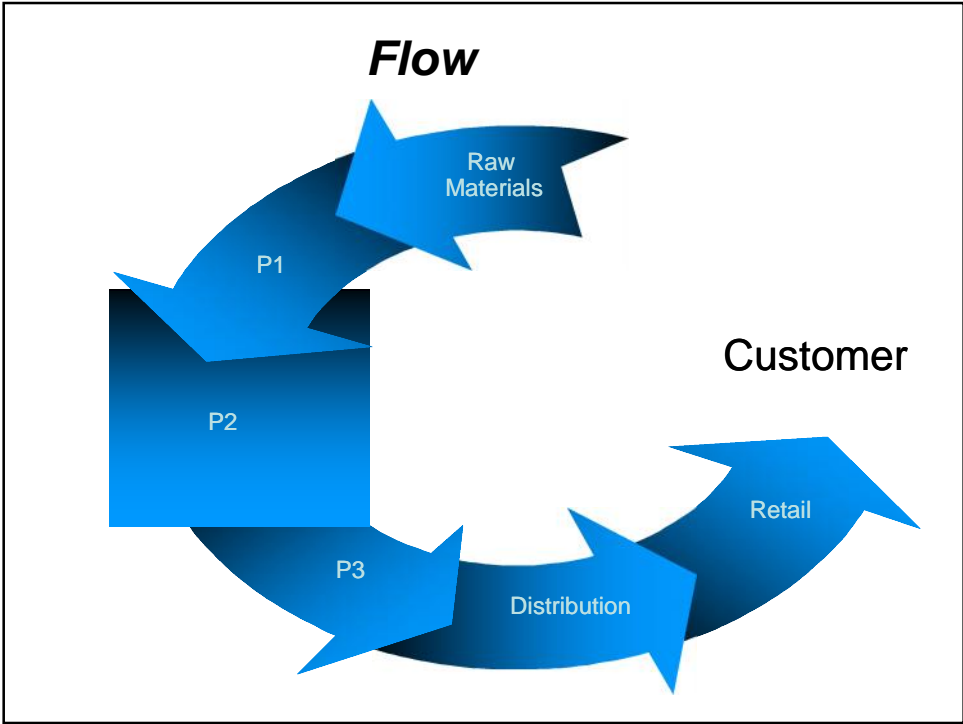 Flow
Raw
Materials
P1
P2
P3
Distribution
Retail
Customer